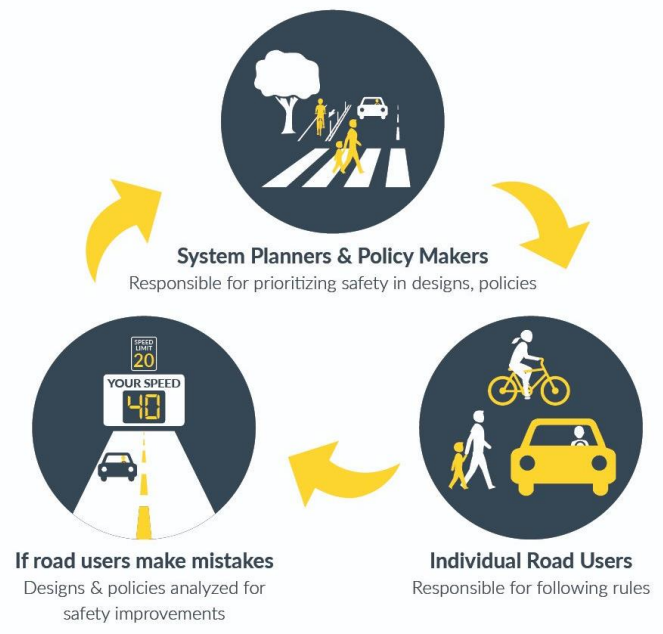 System Planners & Policy Makers
Responsible for prioritizing safety in designs, policies
SPEED
LIMIT
20
YOUR SPEED
40
If road users make mistakes
Designs & policies analyzed for
safety improvements
Individual Road Users
Responsible for following rules